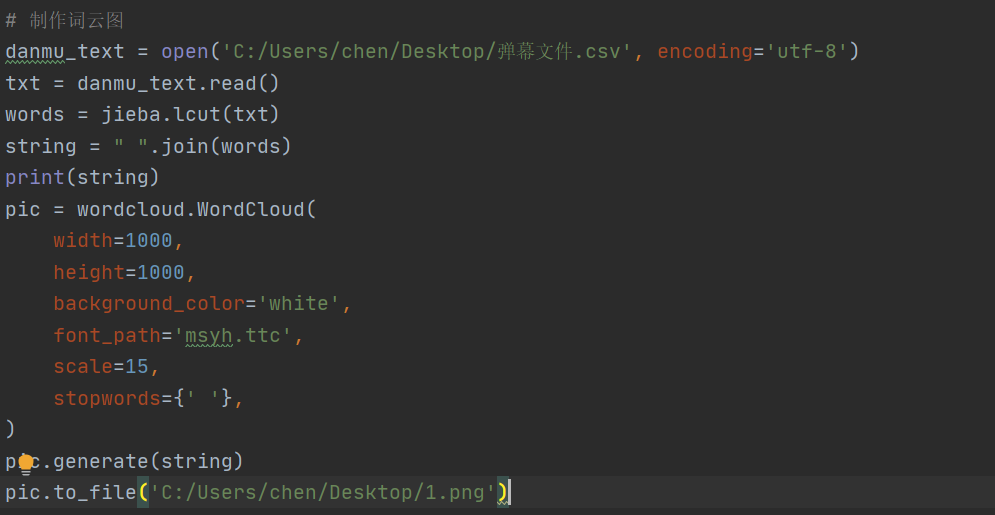 # 制作词云图
danmu_text = open('C:/Users/chen/Desktop/弹幕文件.csv', encoding='utf-8')
txt = danmu_text.read()
words = jieba.lcut(txt)
string = " ".join(words)
print(string)
pic = wordcloud.WordCloud(
    width=1000,
    height=1000,
    background_color='white',
    font_path='msyh.ttc',
    scale=15,
    stopwords={' '},
)
pic.generate(string)
pic.to_file('C:/Users/chen/Desktop/1.png')